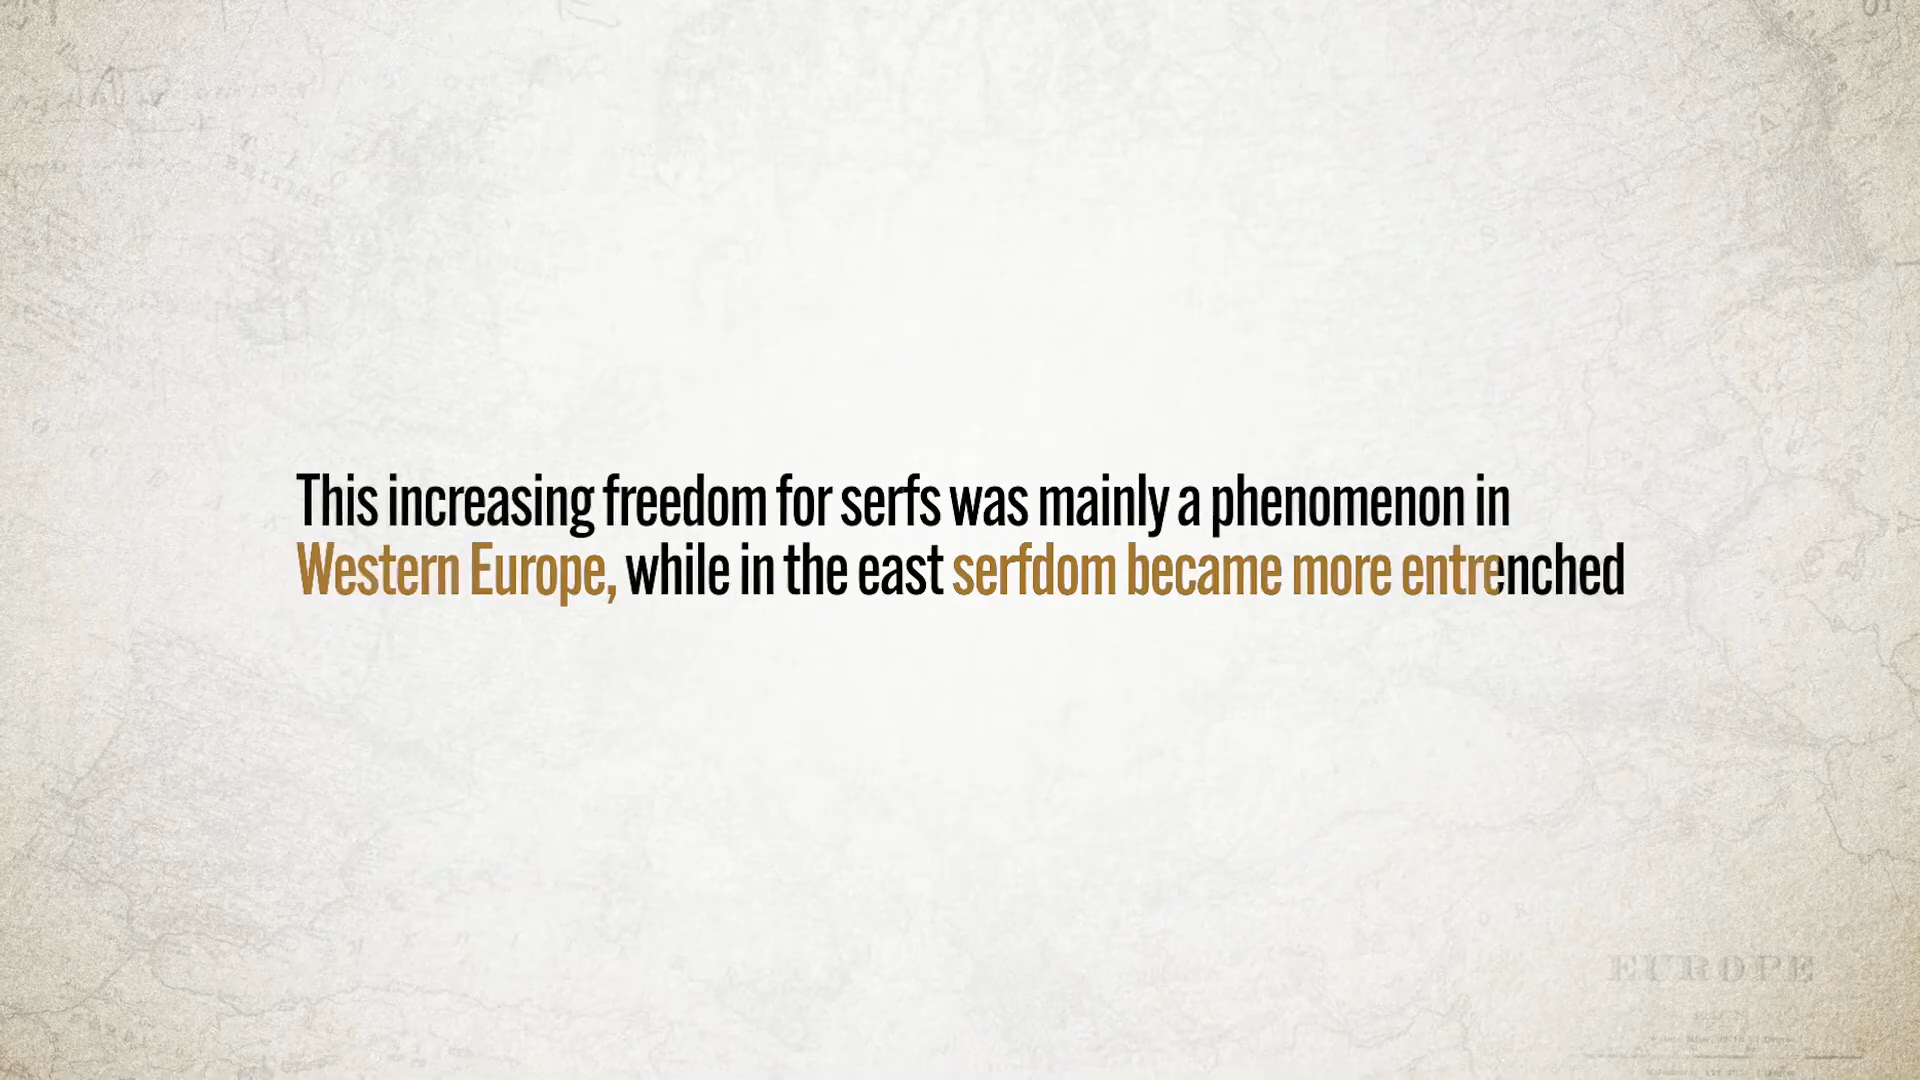 This increasing freedom for serfs was mainly a phenomenon in
Western Europe, while in the east serfdom became more entrenched
EUROPE